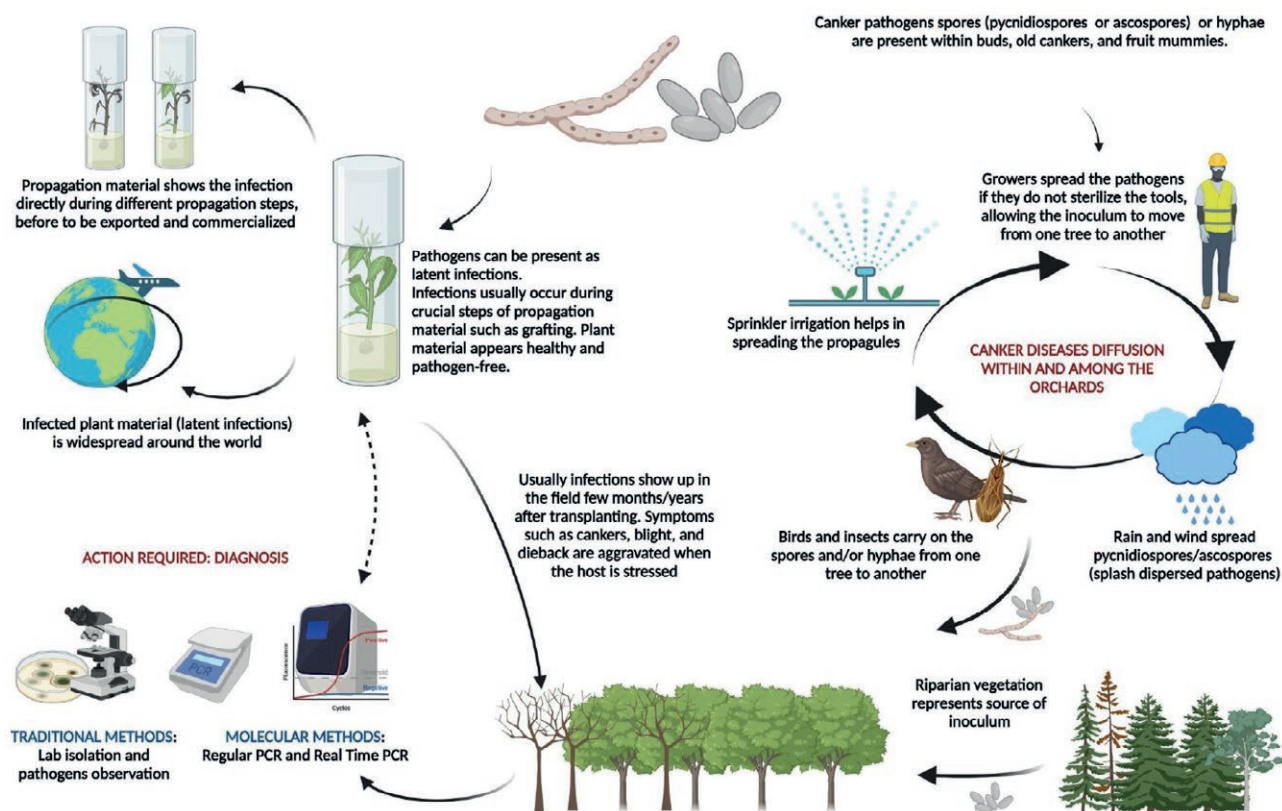 Canker pathogens spores (pycnidiospores or ascospores) or hyphae
are present within buds, old cankers, and fruit mummies.
Propagation material shows the infection
directly during different propagation steps,
before to be exported and commercialized
Pathogens can be present as
latent infections.
Infections usually occur during
crucial steps of propagation
material such as grafting. Plant
material appears healthy and
pathogen-free.
Infected plant material (latent infections)
is widespread around the world
Growers spread the pathogens
if they do not sterilize the tools,
allowing the inoculum to move
from one tree to another
Sprinkler irrigation helps in
spreading the propagules
CANKER DISEASES DIFFUSION
WITHIN AND AMONG THE
ORCHARDS
Birds and insects carry on the
spores and/or hyphae from one
tree to another
Rain and wind spread
pycnidiospores/ascospores
(splash dispersed pathogens)
Usually infections show up in
the field few months/years
after transplanting. Symptoms
such as cankers, blight, and
dieback are aggravated when
the host is stressed
ACTION REQUIRED: DIAGNOSIS
PCR
Fluorescence
Positive
Threshold
Negative
Cycles
TRADITIONAL METHODS:
Lab isolation and
pathogens observation
MOLECULAR METHODS:
Regular PCR and Real Time PCR
Riparian vegetation
represents source of
inoculum